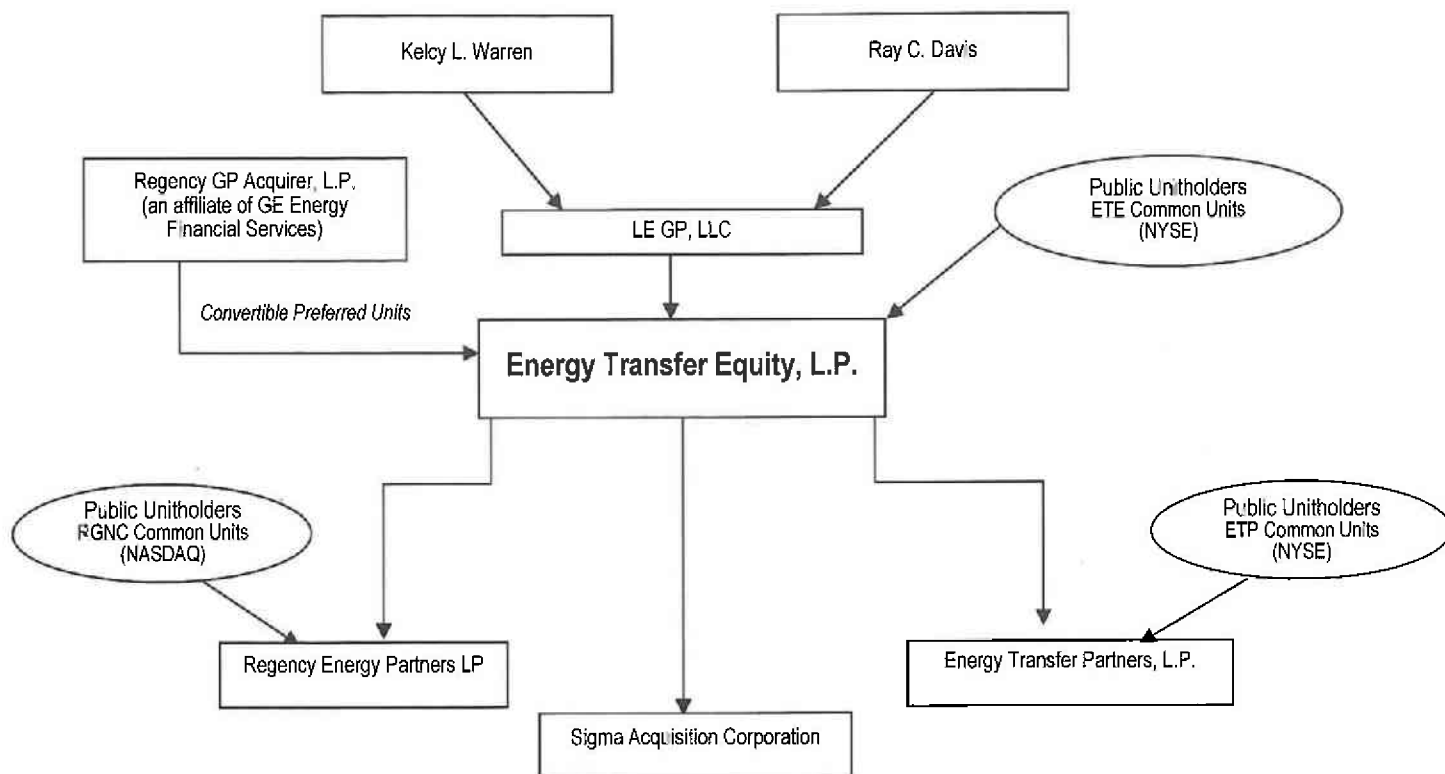 Kelcy L. Warren
Ray C. Davis
Regency GP Acquirer, L.P.
(an affiliate of GE Energy
Financial Services)
LE GP, LLC
Public Unitholders
ETE Common Units
(NYSE)
Convertible Preferred Units
Energy Transfer Equity, L.P.
Public Unitholders
RGNC Common Units
(NASDAQ)
Public Unitholders
ETP Common Units
(NYSE)
Regency Energy Partners LP
Energy Transfer Partners, L.P.
Sigma Acquisition Corporation